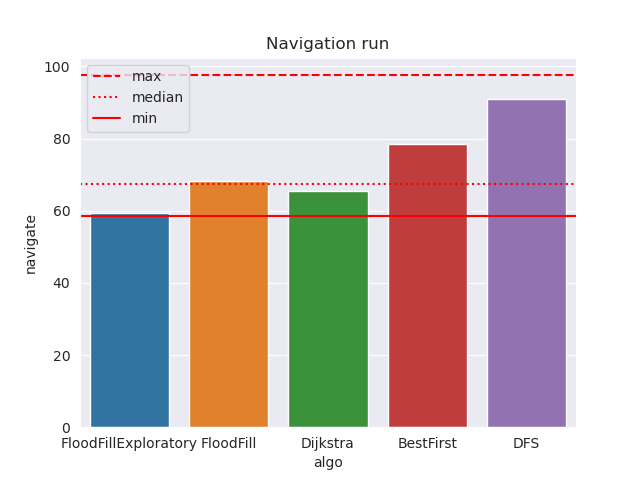 Navigation run
100
80
60
40
20
0
navigate
max
median
min
FloodFillExploratory FloodFill Dijkstra BestFirst DFS
algo